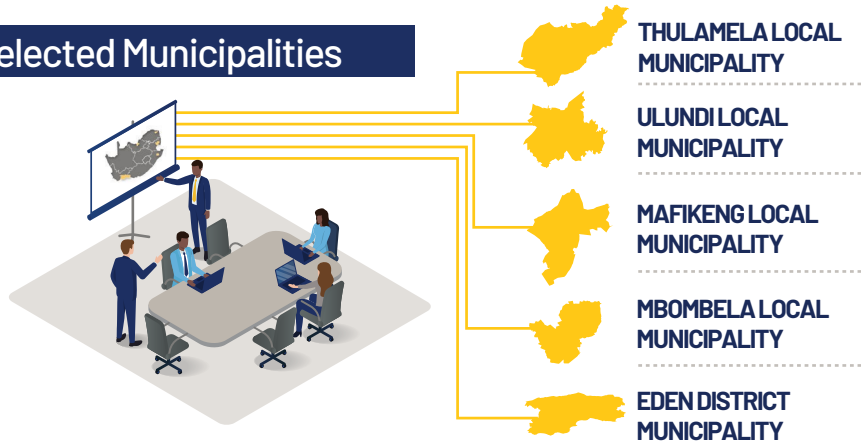 elected Municipalities
THULAMELA LOCAL
MUNICIPALITY
ULUNDI LOCAL
MUNICIPALITY
MAFIKENG LOCAL
MUNICIPALITY
MBOMBELA LOCAL
MUNICIPALITY
EDEN DISTRICT
MUNICIPALITY